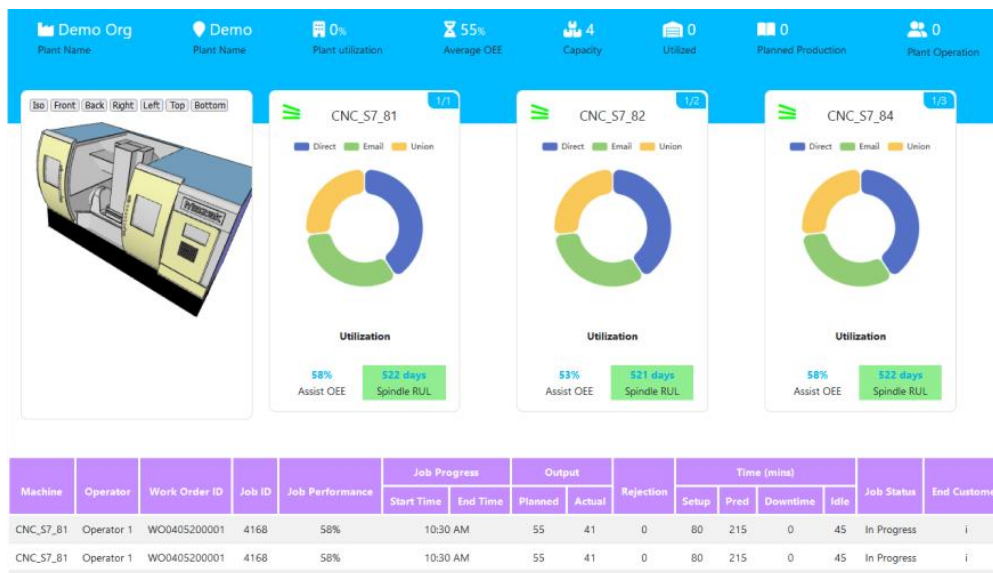 Demo Org Demo 0% 55% 4 0 0 0
Plant Name Plant Name Plant utilization Average OEE Capacity Utilized Planned Production Plant Operation
Iso Front Back Right Left Top Bottom
1/1
CNC_S7_81
Direct Email Union
Utilization
58% 522 days
Assist OEE Spindle RUL
1/2
CNC_S7_82
Direct Email Union
Utilization
53% 521 days
Assist OEE Spindle RUL
1/3
CNC_S7_84
Direct Email Union
Utilization
58% 522 days
Assist OEE Spindle RUL
Job Progress Output Time (mins)
Machine Operator Work Order ID Job ID Job Performance Rejection Job Status End Custome
Start Time End Time Planned Actual Setup Pred Downtime Idle
CNC_S7_81 Operator 1 WO0405200001 4168 58% 10:30 AM 55 41 0 80 215 0 45 In Progress i
CNC_S7_81 Operator 1 WO0405200001 4168 58% 10:30 AM 55 41 0 80 215 0 45 In Progress i